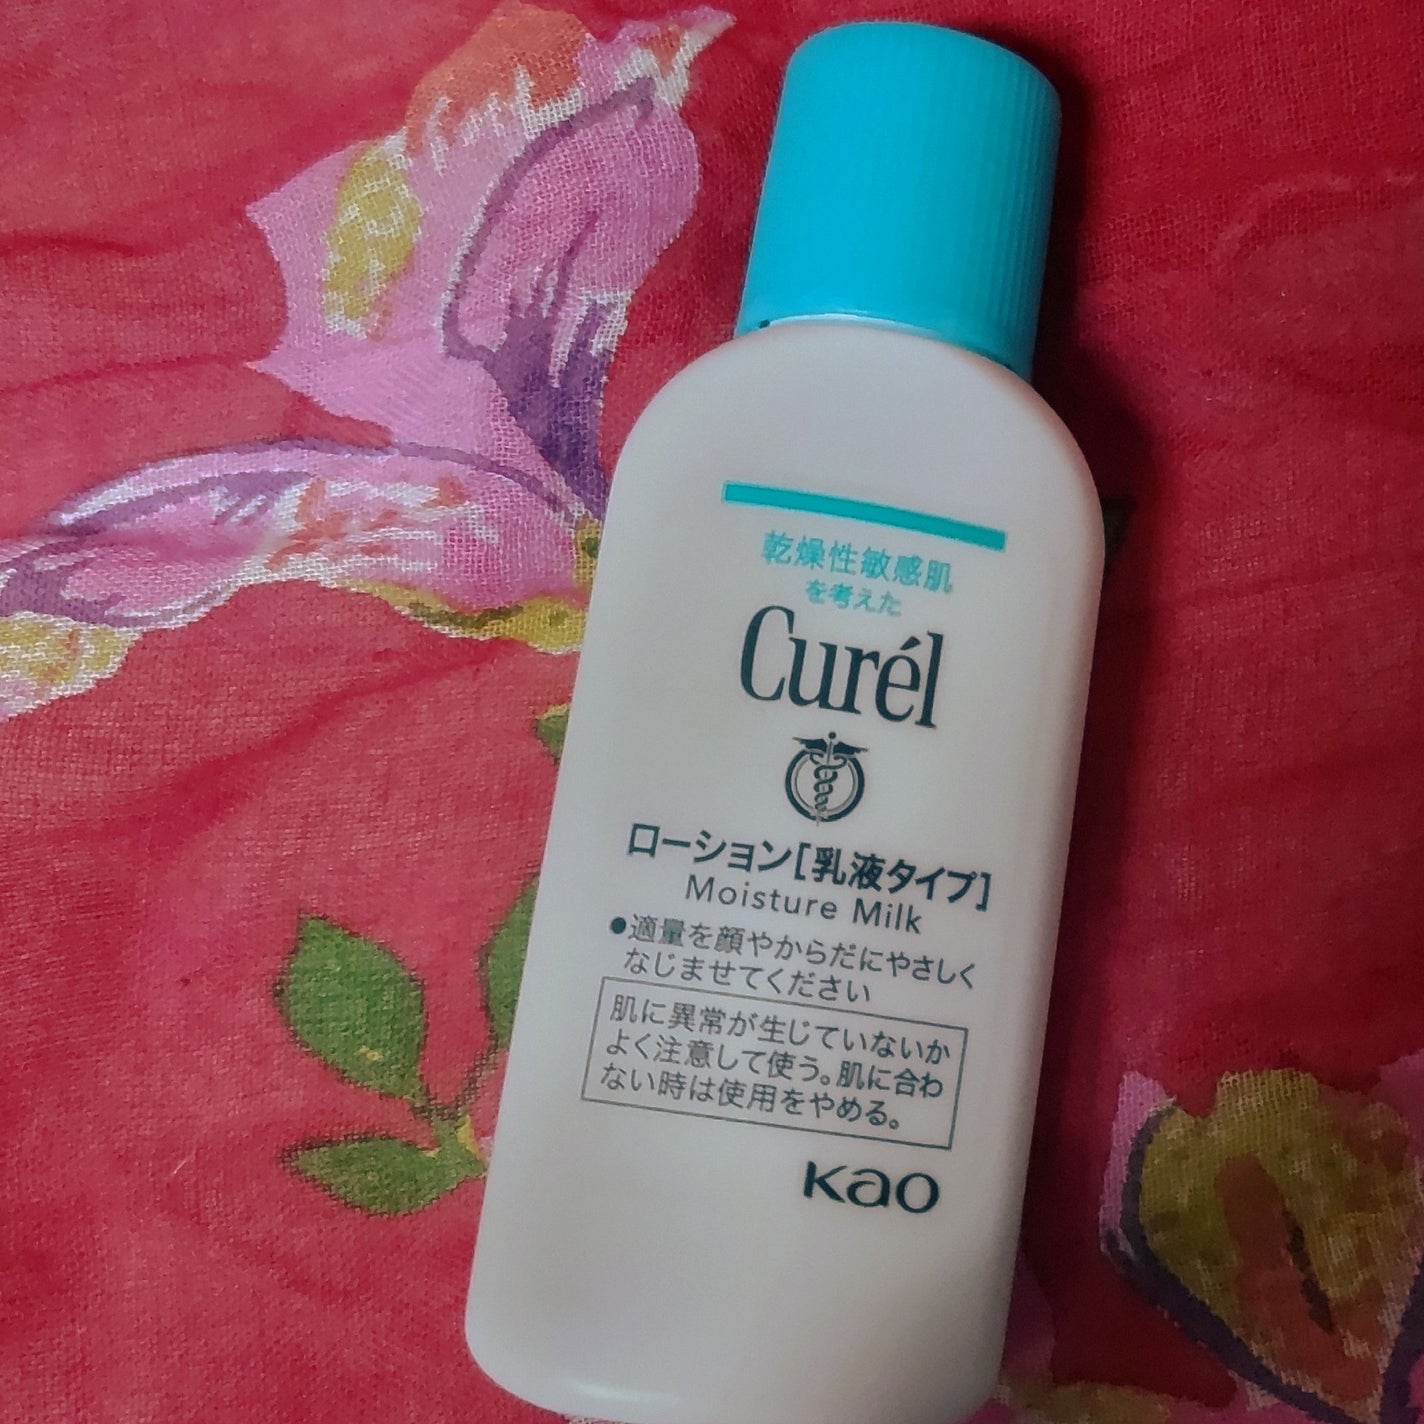 乾燥性敏感肌
を考えた
Curél
ローション[乳液タイプ]
Moisture Milk
●適量を顔やからだにやさしく
なじませてください
肌に異常が生じていないか
よく注意して使う。肌に合わ
ない時は使用をやめる。
Kao